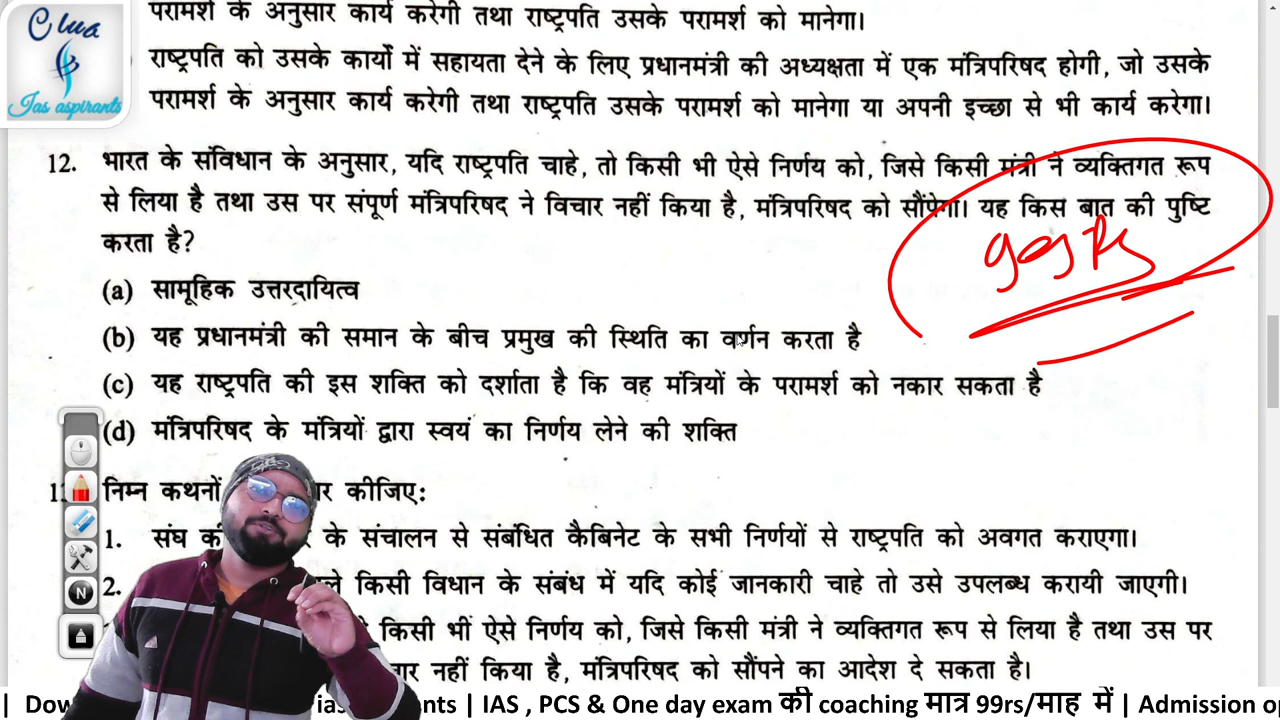 Clua
Ias aspirants
परामर्श के अनुसार कार्य करेगी तथा राष्ट्रपति उसके परामर्श को मानेगा।
राष्ट्रपति को उसके कार्यों में सहायता देने के लिए प्रधानमंत्री की अध्यक्षता में एक मंत्रिपरिषद होगी, जो उसके
परामर्श के अनुसार कार्य करेगी तथा राष्ट्रपति उसके परामर्श को मानेगा या अपनी इच्छा से भी कार्य करेगा।
12. भारत के संविधान के अनुसार, यदि राष्ट्रपति चाहे, तो किसी भी ऐसे निर्णय को, जिसे किसी मंत्री ने व्यक्तिगत रूप
से लिया है तथा उस पर संपूर्ण मंत्रिपरिषद ने विचार नहीं किया है, मंत्रिपरिषद को सौंपेगा। यह किस बात की पुष्टि
करता है?
(a) सामूहिक उत्तरदायित्व
(b) यह प्रधानमंत्री की समान के बीच प्रमुख की स्थिति का वर्णन करता है
(c) यह राष्ट्रपति की इस शक्ति को दर्शाता है कि वह मंत्रियों के परामर्श को नकार सकता है
(d) मंत्रिपरिषद के मंत्रियों द्वारा स्वयं का निर्णय लेने की शक्ति
निम्न कथनों कीजिए:
1. संघ के संचालन से संबंधित कैबिनेट के सभी निर्णयों से राष्ट्रपति को अवगत कराएगा।
2. किसी विधान के संबंध में यदि कोई जानकारी चाहे तो उसे उपलब्ध करायी जाएगी।
किसी भी ऐसे निर्णय को, जिसे किसी मंत्री ने व्यक्तिगत रूप से लिया है तथा उस पर
नहीं किया है, मंत्रिपरिषद को सौंपने का आदेश दे सकता है।
N
| IAS , PCS & One day exam की coaching मात्र 99rs/माह में | Admission